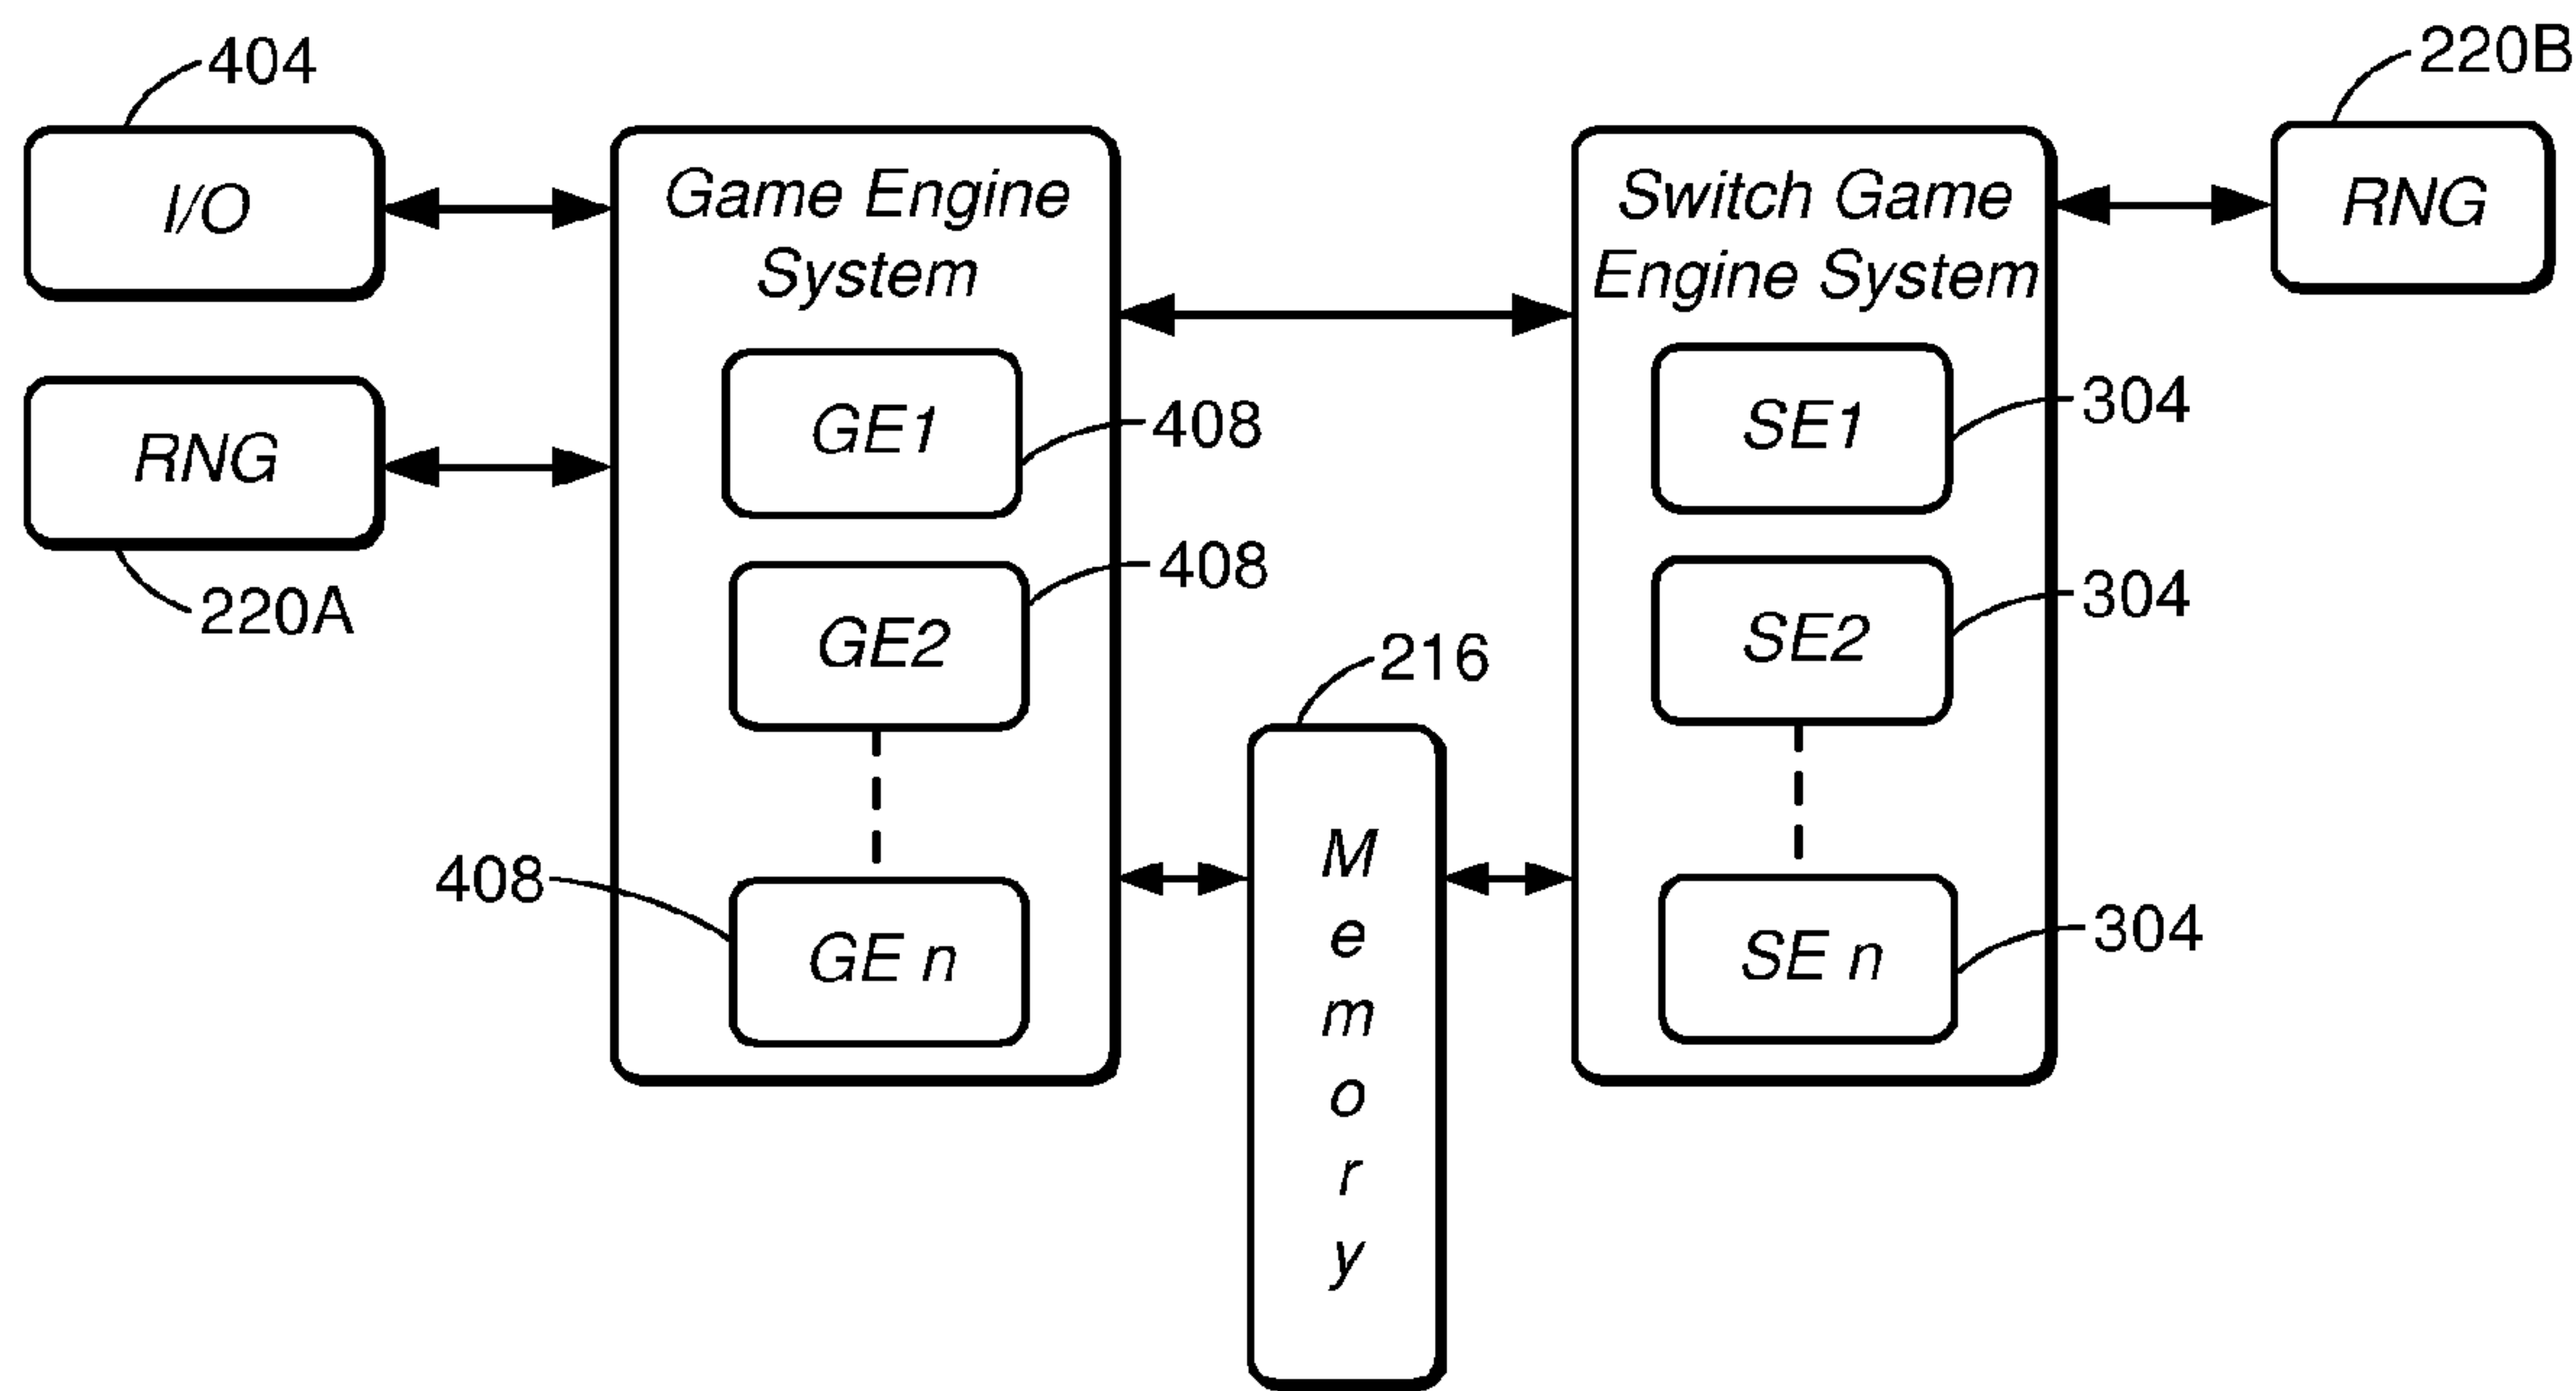 404
I/O
RNG
220A
Game Engine
System
GE1
408
GE2
408
GE n
408
216
Memory
Switch Game
Engine System
SE1
304
SE2
304
SE n
304
220B
RNG